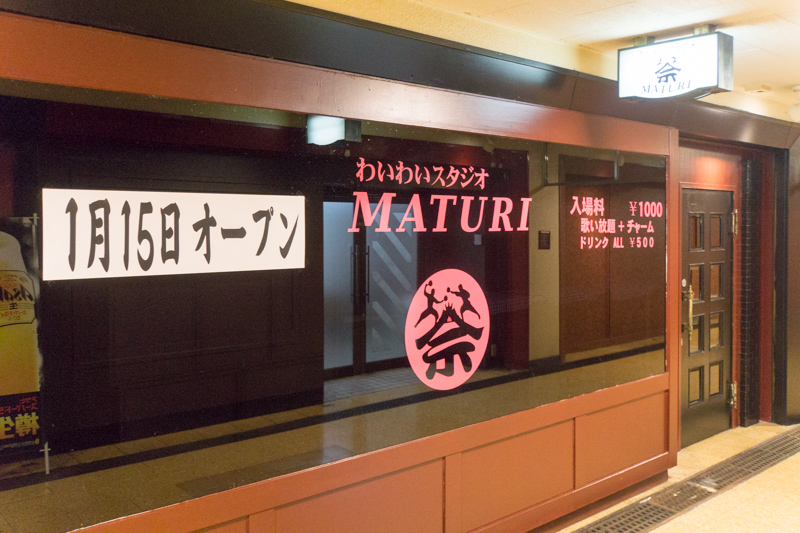 祭
MATURI
わいわいスタジオ
MATURI
1月15日オープン
入場料 ¥1000
歌い放題+チャーム
ドリンク ALL ¥500
祭